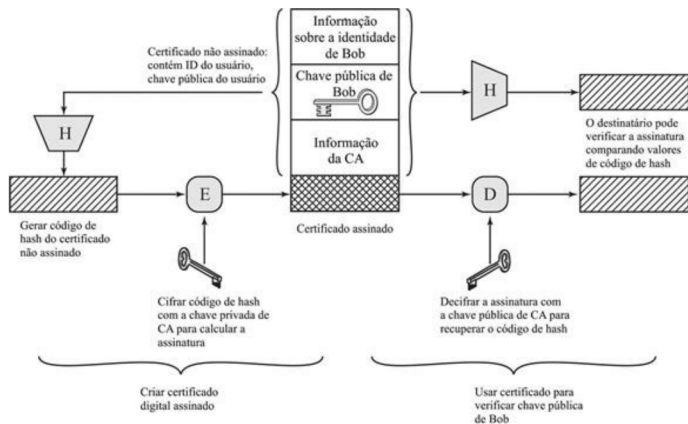 Certificado não assinado:
contém ID do usuário,
chave pública do usuário
Informação
sobre a identidade
de Bob
Chave pública de
Bob
Informação
da CA
H
H
O destinatário pode
verificar a assinatura
comparando valores
de código de hash
E
D
Gerar código de
hash do certificado
não assinado
Certificado assinado
Cifrar código de hash
com a chave privada de
CA para calcular a
assinatura
Decifrar a assinatura com
a chave pública de CA para
recuperar o código de hash
Criar certificado
digital assinado
Usar certificado para
verificar chave pública
de Bob